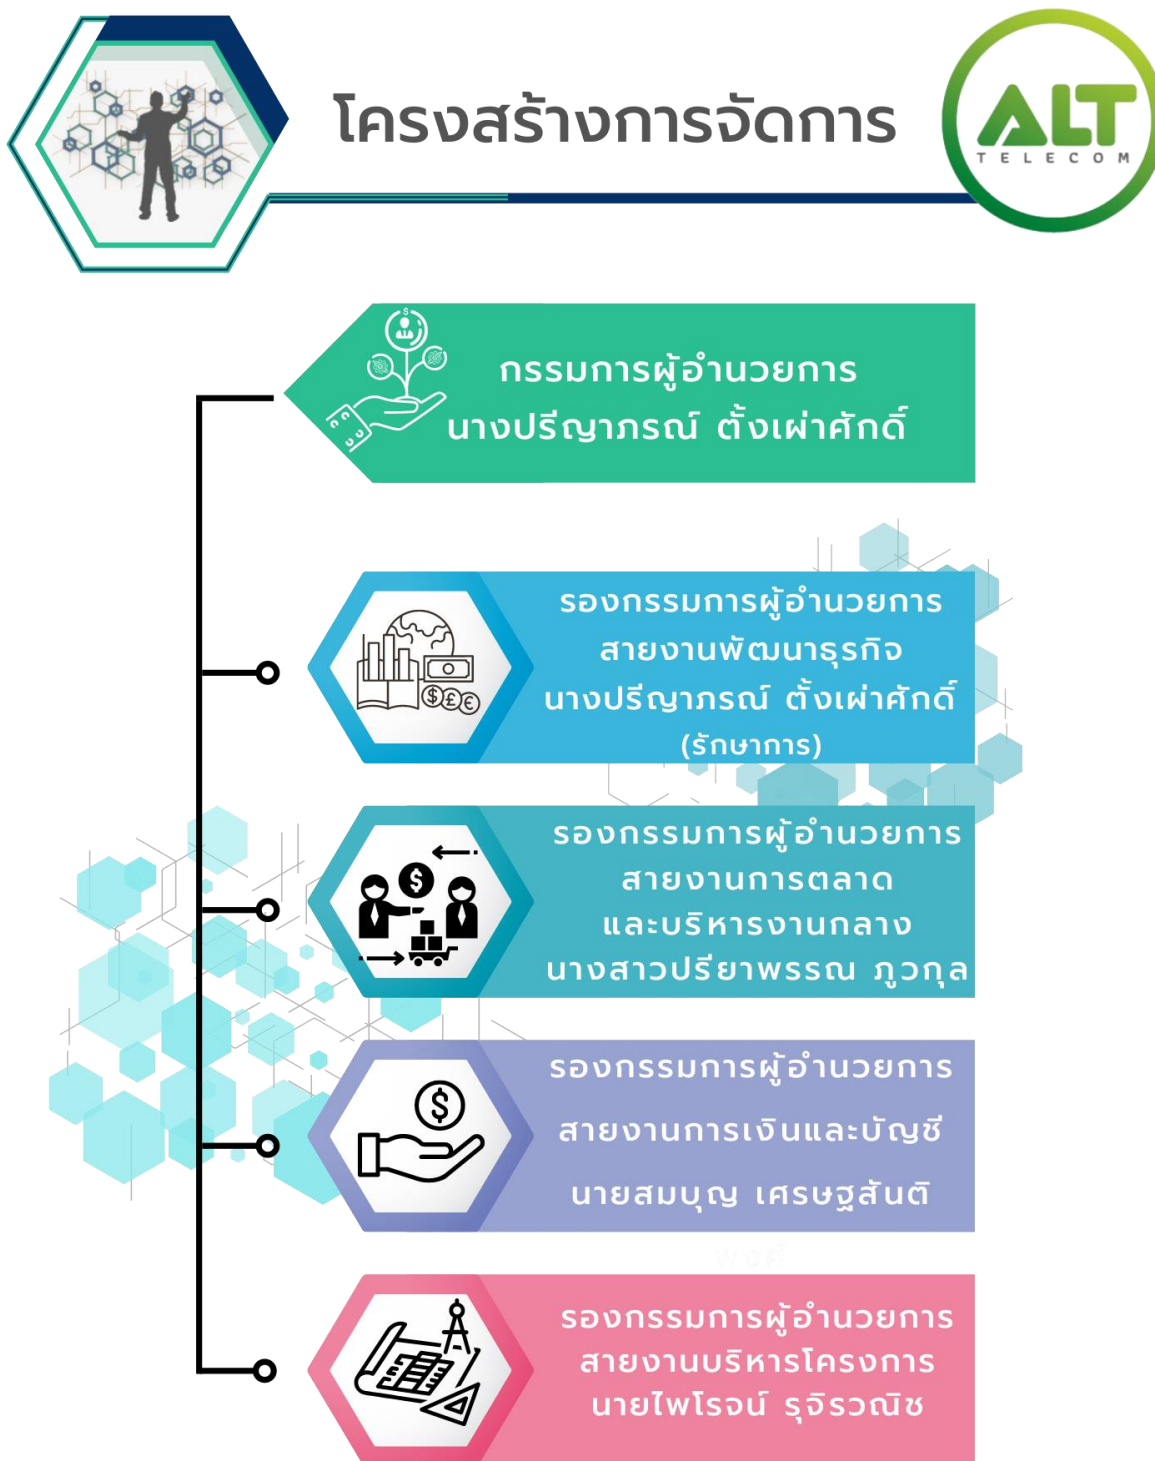 โครงสร้างการจัดการ
ALT
TELECOM
กรรมการผู้อำนวยการ
นางปรีญาภรณ์ ตั้งเผ่าศักดิ์
รองกรรมการผู้อำนวยการ
สายงานพัฒนาธุรกิจ
นางปรีญาภรณ์ ตั้งเผ่าศักดิ์
(รักษาการ)
รองกรรมการผู้อำนวยการ
สายงานการตลาด
และบริหารงานกลาง
นางสาวปรียาพรรณ ภูวกุล
รองกรรมการผู้อำนวยการ
สายงานการเงินและบัญชี
นายสมบุญ เศรษฐสันติ
พงศ์
รองกรรมการผู้อำนวยการ
สายงานบริหารโครงการ
นายไพโรจน์ รุจิรวณิช